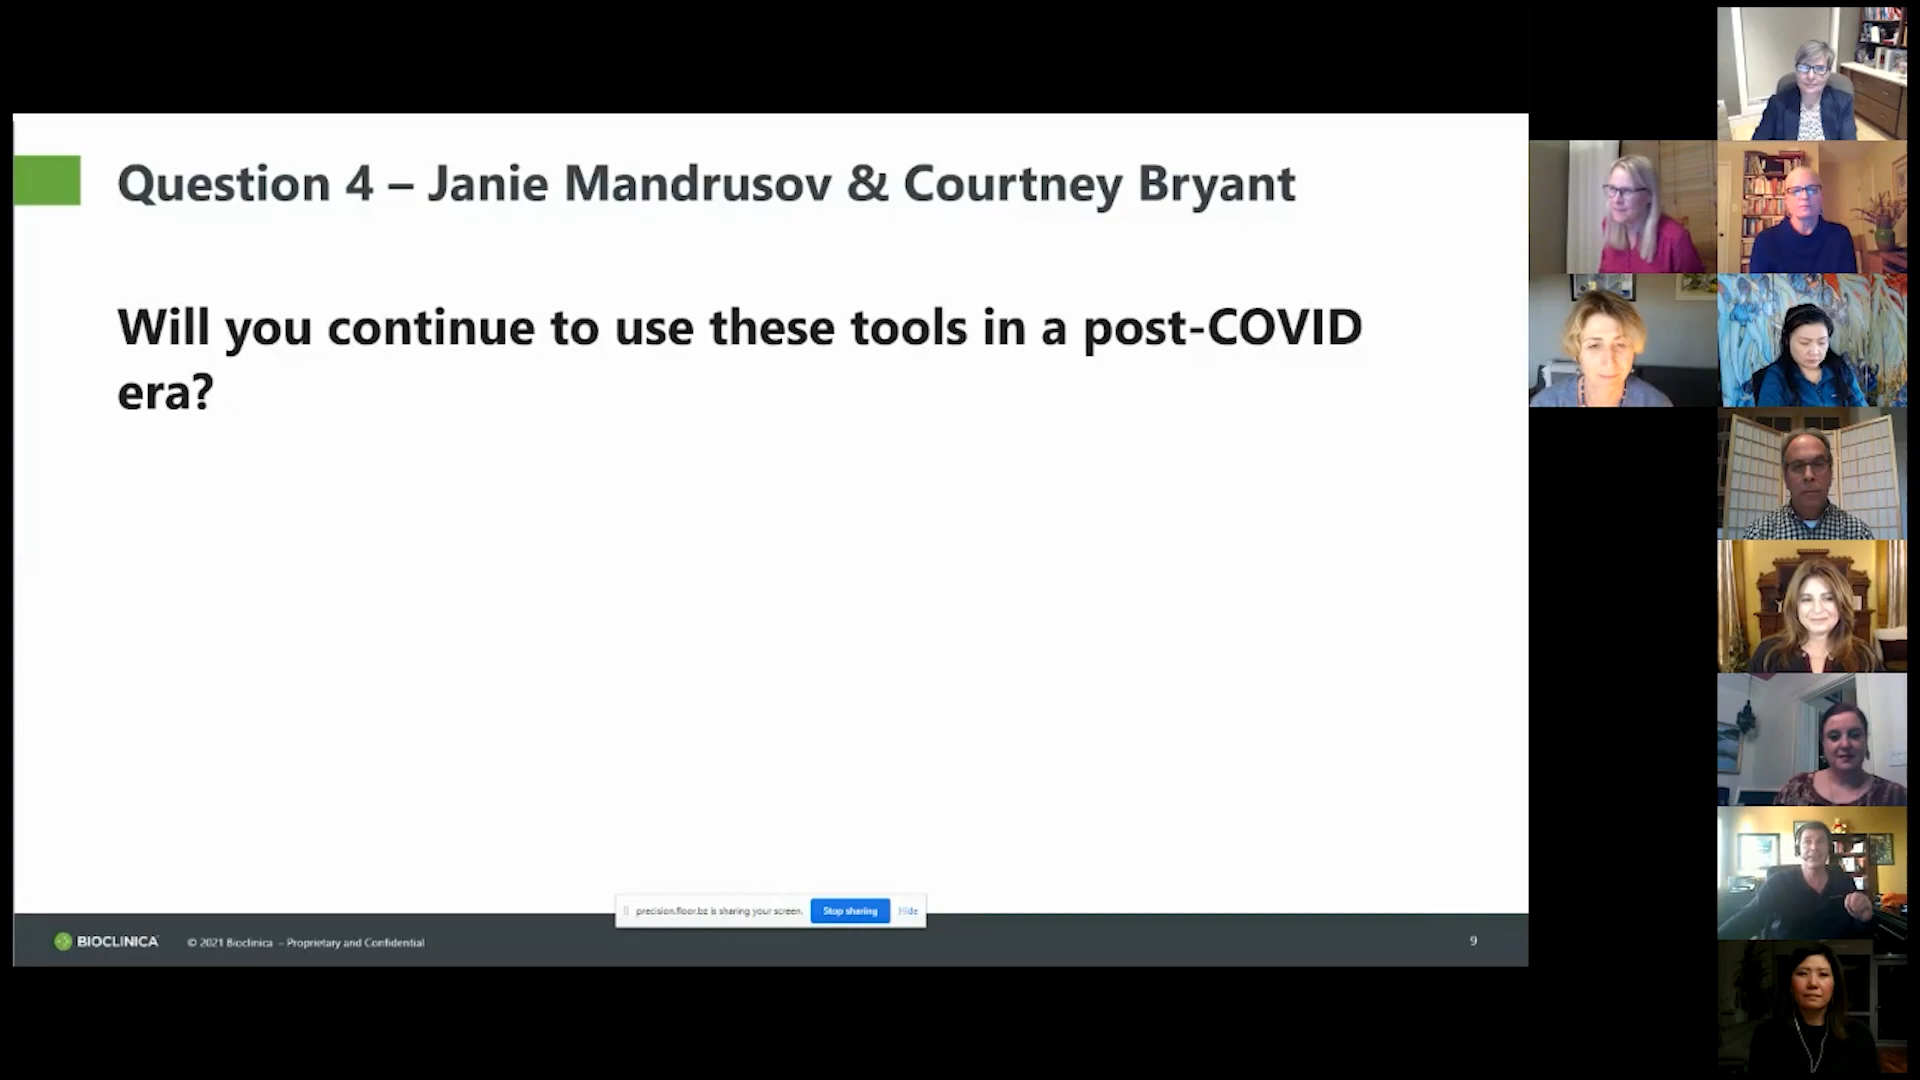 Question 4 – Janie Mandrusov & Courtney Bryant
Will you continue to use these tools in a post-COVID
era?
precision.floor.bz is sharing your screen. Stop sharing Hide
BIOCLINICA © 2021 Bioclinica – Proprietary and Confidential 9